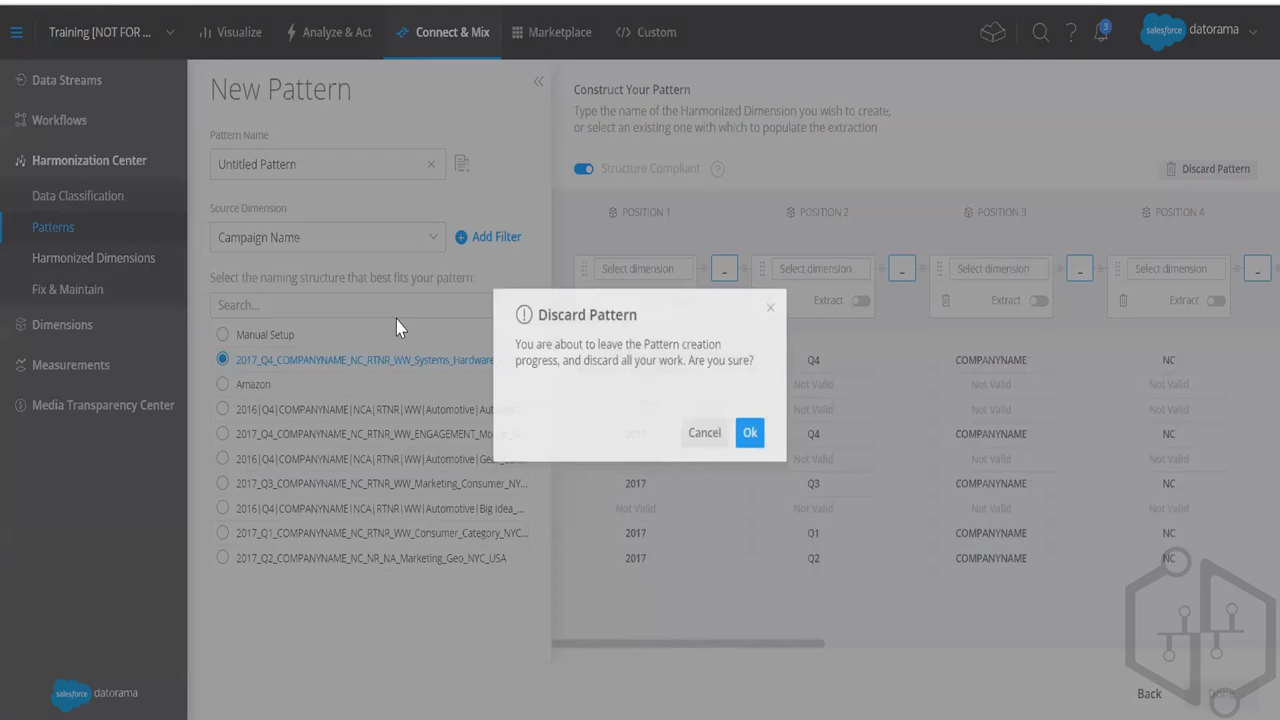 Training [NOT FOR ...
Visualize
Analyze & Act
Connect & Mix
Marketplace
Custom
3
salesforce
datorama
Data Streams
Workflows
Harmonization Center
Data Classification
Patterns
Harmonized Dimensions
Fix & Maintain
Dimensions
Measurements
Media Transparency Center
salesforce datorama
New Pattern
Pattern Name
Untitled Pattern
Source Dimension
Campaign Name
Add Filter
Select the naming structure that best fits your pattern:
Search...
Manual Setup
2017_Q4_COMPANYNAME_NC_RTNR_WW_Systems_Hardware
Amazon
2016|Q4|COMPANYNAME|NCA|RTNR|WW|Automotive|
2017_Q4_COMPANYNAME_NC_RTNR_WW_ENGAGEMENT_
2016|Q4|COMPANYNAME|NCA|RTNR|WW|Automotive|
2017_Q3_COMPANYNAME_NC_RTNR_WW_Marketing_Consumer_NY...
2016|Q4|COMPANYNAME|NCA|RTNR|WW|Automotive|Big Idea_...
2017_Q1_COMPANYNAME_NC_RTNR_WW_Consumer_Category_NYC...
2017_Q2_COMPANYNAME_NC_NR_NA_Marketing_Geo_NYC_USA
Construct Your Pattern
Type the name of the Harmonized Dimension you wish to create,
or select an existing one with which to populate the extraction
Structure Compliant
?
Discard Pattern
POSITION 1
POSITION 2
POSITION 3
POSITION 4
Select dimension _ Select dimension _ Select dimension _ Select dimension _
Extract
Extract
Extract
Discard Pattern
You are about to leave the Pattern creation
progress, and discard all your work. Are you sure?
Cancel
Ok
Q4 COMPANYNAME NC
Not Valid Not Valid Not Valid
Not Valid Not Valid Not Valid
2017 Q4 COMPANYNAME NC
Not Valid Not Valid Not Valid
2017 Q3 COMPANYNAME NC
Not Valid Not Valid Not Valid Not Valid
2017 Q1 COMPANYNAME NC
2017 Q2 COMPANYNAME NC
Back
Done